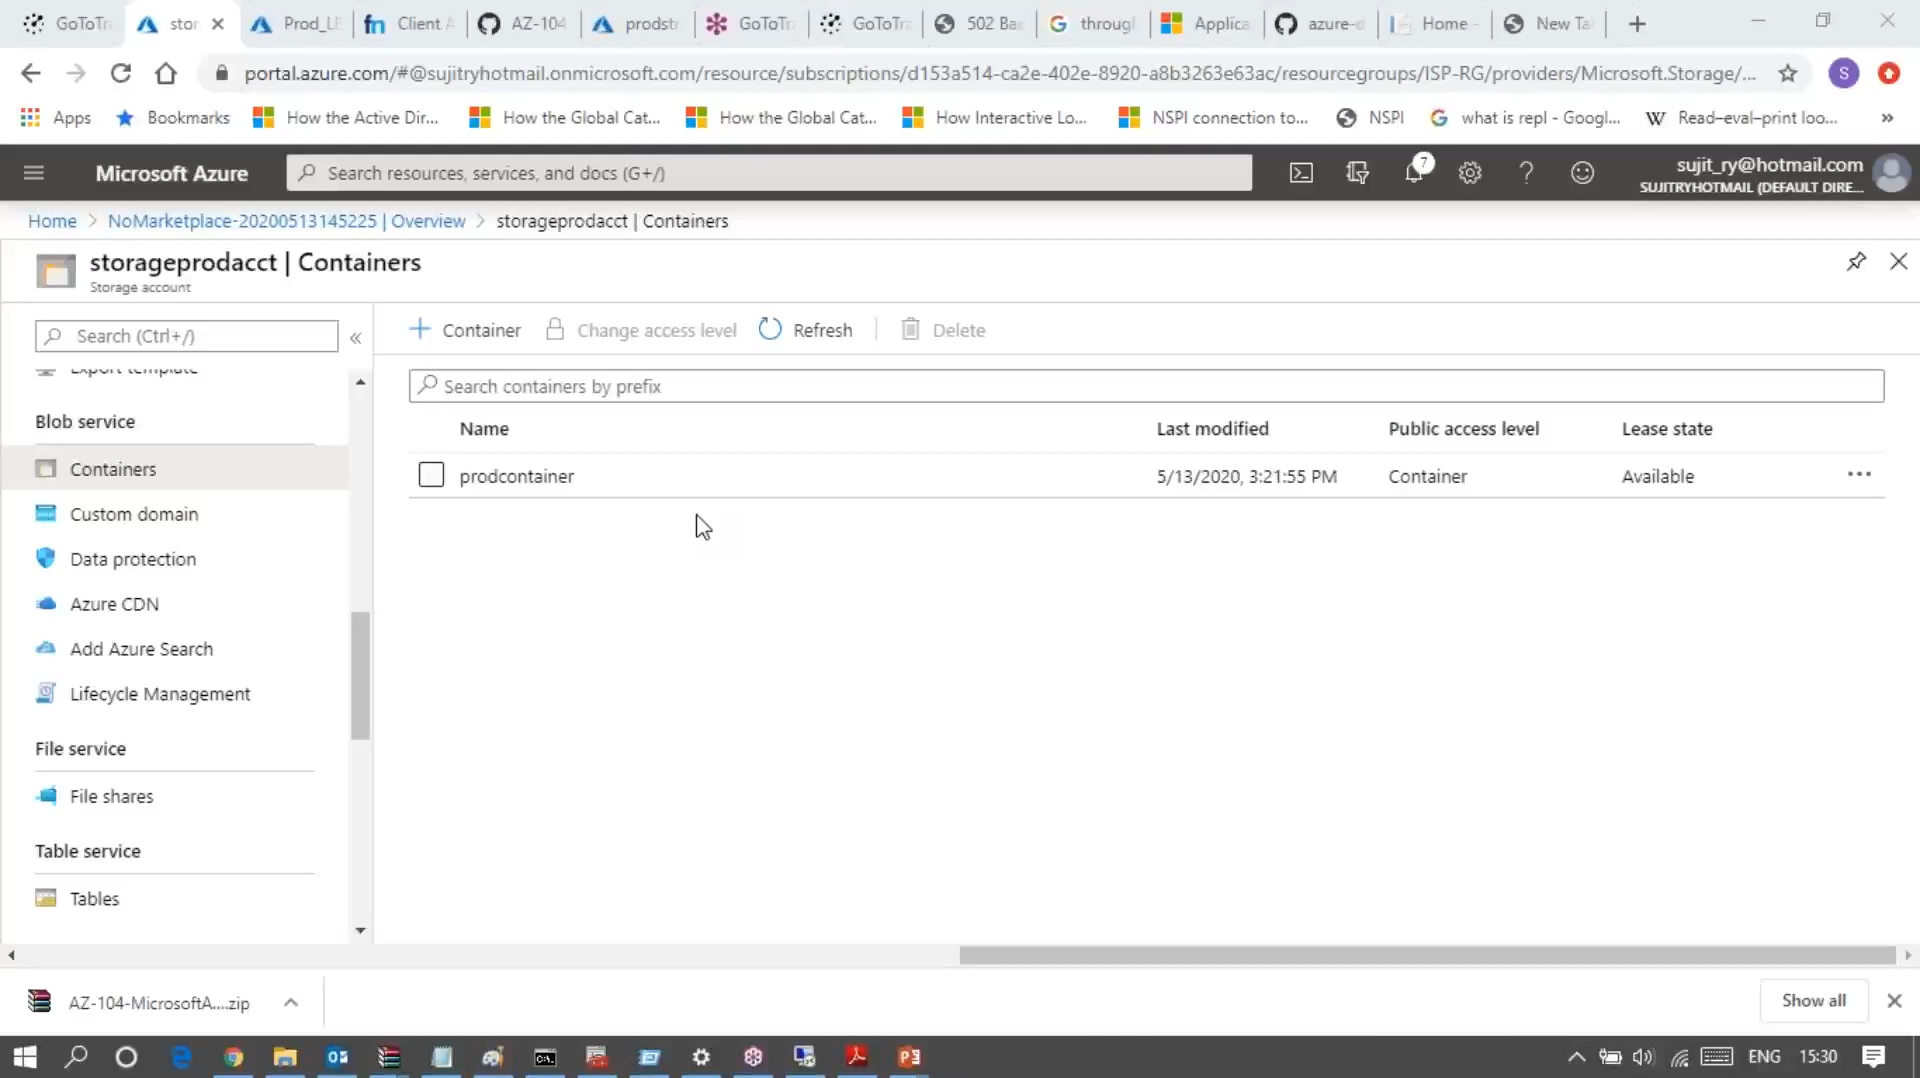 GoToTr
stor
Prod_LE
Client A
AZ-104
prodstr
GoToTr
GoToTr
502 Ba
throug
Applica
azure-d
Home -
New Ta
portal.azure.com/#@sujitryhotmail.onmicrosoft.com/resource/subscriptions/d153a514-ca2e-402e-8920-a8b3263e63ac/resourcegroups/ISP-RG/providers/Microsoft.Storage/...
S
Apps
Bookmarks
How the Active Dir...
How the Global Cat...
How the Global Cat...
How Interactive Lo...
NSPI connection to...
NSPI
what is repl - Googl...
Read–eval–print loo...
»
Microsoft Azure
Search resources, services, and docs (G+/)
7
sujit_ry@hotmail.com
SUJITRYHOTMAIL (DEFAULT DIRE...
Home > NoMarketplace-20200513145225 | Overview > storageprodacct | Containers
storageprodacct | Containers
Storage account
Search (Ctrl+/)
«
Container
Change access level
Refresh
Delete
Export template
Search containers by prefix
Name Last modified Public access level Lease state
prodcontainer 5/13/2020, 3:21:55 PM Container Available ...
Blob service
Containers
Custom domain
Data protection
Azure CDN
Add Azure Search
Lifecycle Management
File service
File shares
Table service
Tables
AZ-104-MicrosoftA....zip
Show all
ENG 15:30